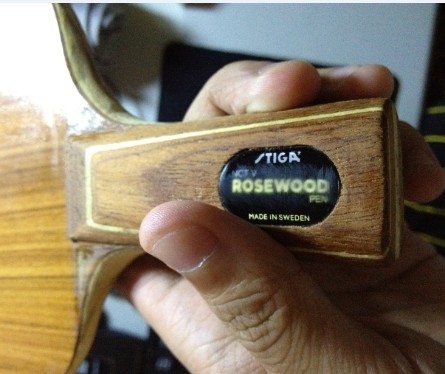 STIGA
NCT V
ROSEWOOD
PEN
MADE IN SWEDEN